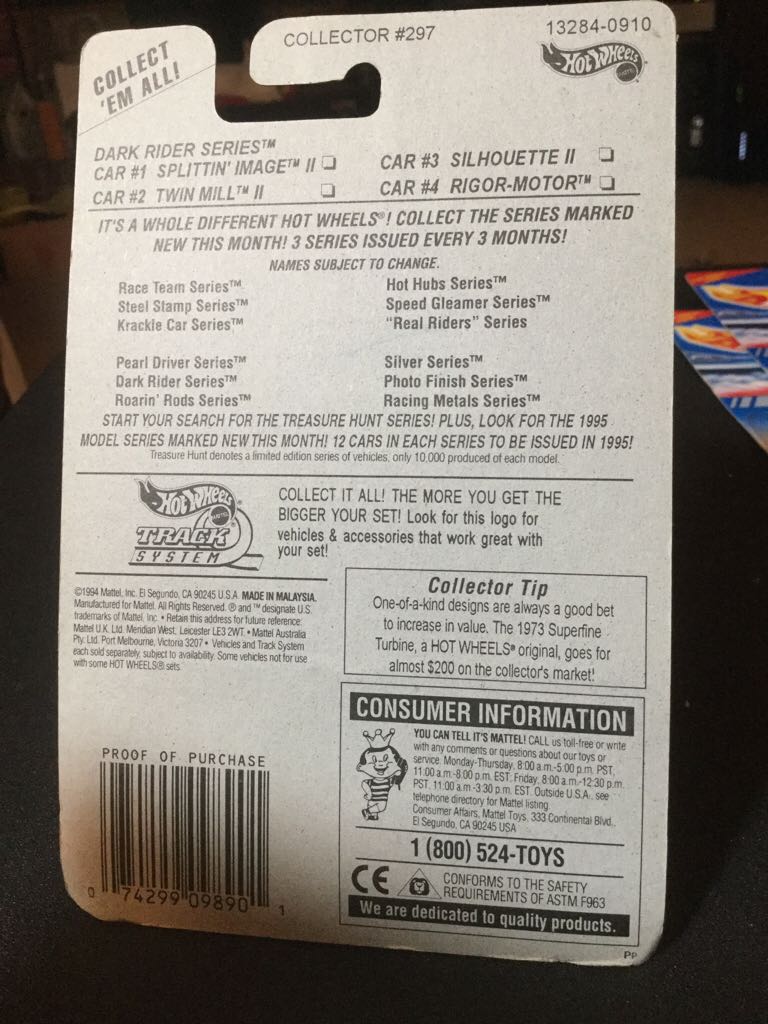 COLLECT
'EM ALL!
COLLECTOR #297
13284-0910
HOT WHEELS®
MATTEL
DARK RIDER SERIES™
CAR #1 SPLITTIN' IMAGE™ II
CAR #2 TWIN MILL™ II
CAR #3 SILHOUETTE II
CAR #4 RIGOR-MOTOR™
IT'S A WHOLE DIFFERENT HOT WHEELS®! COLLECT THE SERIES MARKED
NEW THIS MONTH! 3 SERIES ISSUED EVERY 3 MONTHS!
NAMES SUBJECT TO CHANGE.
Race Team Series™
Steel Stamp Series™
Krackle Car Series™
Hot Hubs Series™
Speed Gleamer Series™
"Real Riders" Series
Pearl Driver Series™
Dark Rider Series™
Roarin' Rods Series™
Silver Series™
Photo Finish Series™
Racing Metals Series™
START YOUR SEARCH FOR THE TREASURE HUNT SERIES! PLUS, LOOK FOR THE 1995
MODEL SERIES MARKED NEW THIS MONTH! 12 CARS IN EACH SERIES TO BE ISSUED IN 1995!
Treasure Hunt denotes a limited edition series of vehicles, only 10,000 produced of each model.
HOT WHEELS®
MATTEL
TRACK
SYSTEM
COLLECT IT ALL! THE MORE YOU GET THE
BIGGER YOUR SET! Look for this logo for
vehicles & accessories that work great with
your set!
©1994 Mattel, Inc. El Segundo, CA 90245 U.S.A. MADE IN MALAYSIA.
Manufactured for Mattel. All Rights Reserved. ® and ™ designate U.S.
trademarks of Mattel, Inc. • Retain this address for future reference:
Mattel U.K. Ltd. Meridian West, Leicester LE3 2WT. • Mattel Australia
Pty. Ltd. Port Melbourne, Victoria 3207 • Vehicles and Track System
each sold separately, subject to availability. Some vehicles not for use
with some HOT WHEELS® sets.
Collector Tip
One-of-a-kind designs are always a good bet
to increase in value. The 1973 Superfine
Turbine, a HOT WHEELS® original, goes for
almost $200 on the collector's market!
CONSUMER INFORMATION
YOU CAN TELL IT'S MATTEL! CALL us toll-free or write
with any comments or questions about our toys or
service. Monday-Thursday, 8:00 a.m.-5:00 p.m. PST,
11:00 a.m.-8:00 p.m. EST. Friday, 8:00 a.m.-12:30 p.m.
PST, 11:00 a.m.-3:30 p.m. EST. Outside U.S.A., see
telephone directory for Mattel listing.
Consumer Affairs, Mattel Toys, 333 Continental Blvd.,
El Segundo, CA 90245 USA
1 (800) 524-TOYS
CE
CONFORMS TO THE SAFETY
REQUIREMENTS OF ASTM F963
We are dedicated to quality products.
PROOF OF PURCHASE
0 74299 09890 1
PP